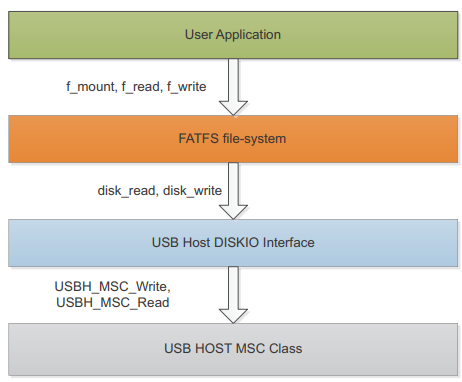 User Application
f_mount, f_read, f_write
FATFS file-system
disk_read, disk_write
USB Host DISKIO Interface
USBH_MSC_Write,
USBH_MSC_Read
USB HOST MSC Class